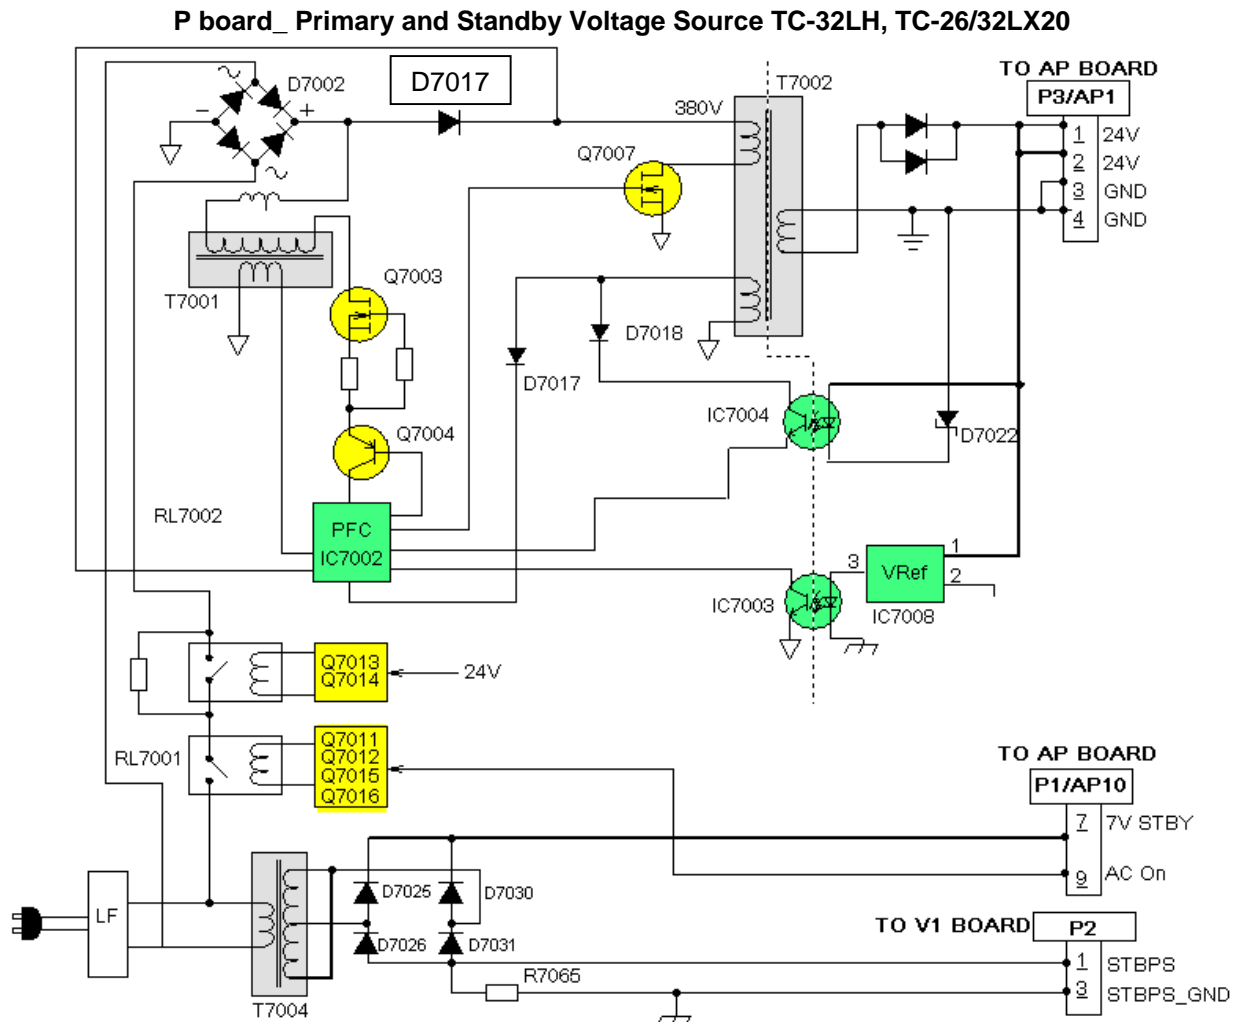 P board_ Primary and Standby Voltage Source TC-32LH, TC-26/32LX20
D7002
D7017
T7002
TO AP BOARD
P3/AP1
~
-
+
~
380V
1 24V
2 24V
3 GND
4 GND
Q7007
Q7003
T7001
D7018
D7017
IC7004
D7022
Q7004
RL7002
PFC
IC7002
VRef
1
2
3
IC7003
IC7008
Q7013
Q7014
24V
RL7001
Q7011
Q7012
Q7015
Q7016
TO AP BOARD
P1/AP10
7 7V STBY
9 AC On
LF
D7025
D7030
D7026
D7031
TO V1 BOARD
P2
R7065
1 STBPS
3 STBPS_GND
T7004